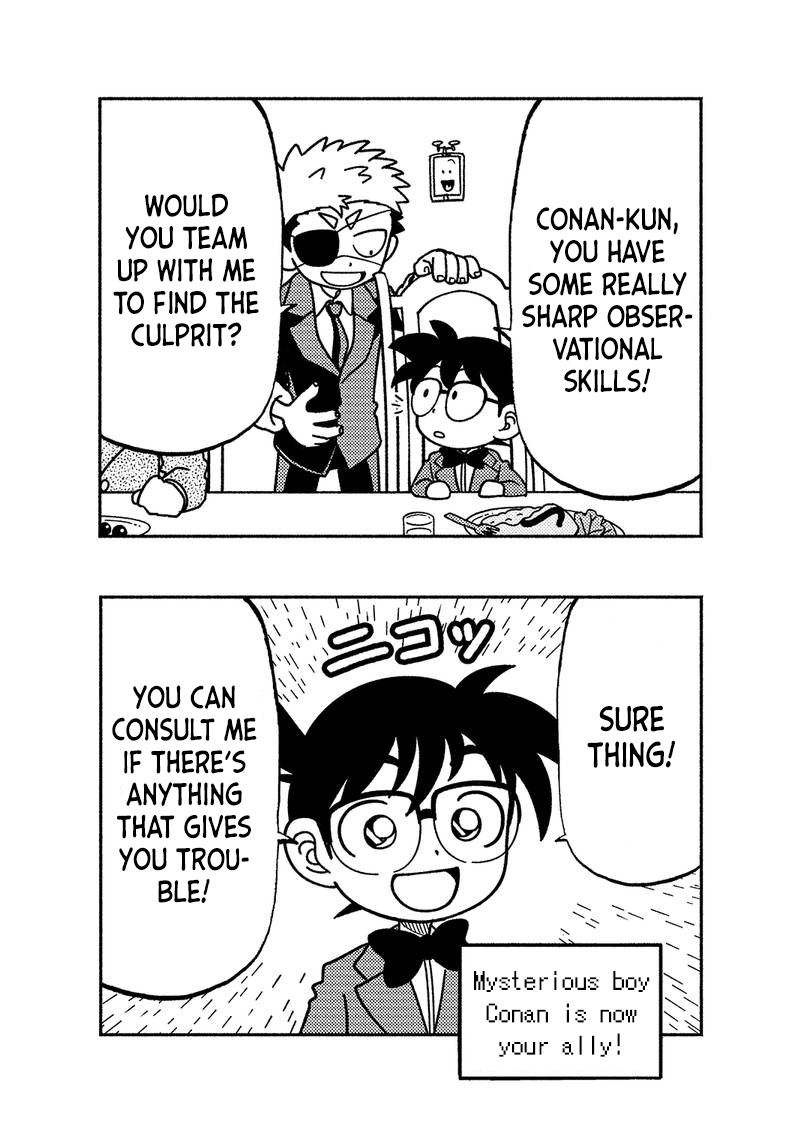 CONAN-KUN,
YOU HAVE
SOME REALLY
SHARP OBSER-
VATIONAL
SKILLS!
WOULD
YOU TEAM
UP WITH ME
TO FIND THE
CULPRIT?
ニコッ
SURE
THING!
YOU CAN
CONSULT ME
IF THERE'S
ANYTHING
THAT GIVES
YOU TROU-
BLE!
Mysterious boy
Conan is now
your ally!